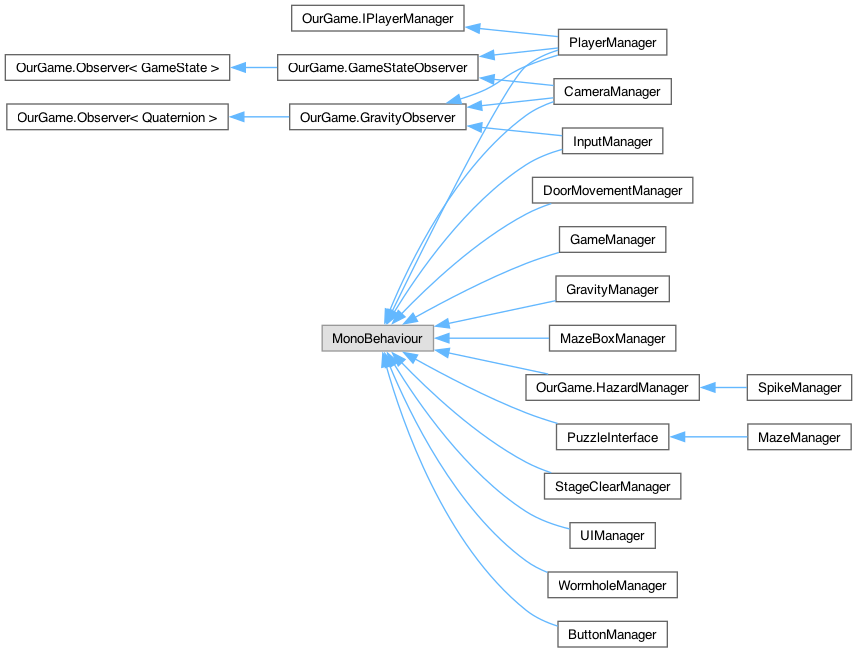 OurGame.IPlayerManager
PlayerManager
OurGame.Observer< GameState >
OurGame.GameStateObserver
CameraManager
OurGame.Observer< Quaternion >
OurGame.GravityObserver
InputManager
DoorMovementManager
GameManager
GravityManager
MonoBehaviour
MazeBoxManager
OurGame.HazardManager
SpikeManager
PuzzleInterface
MazeManager
StageClearManager
UIManager
WormholeManager
ButtonManager